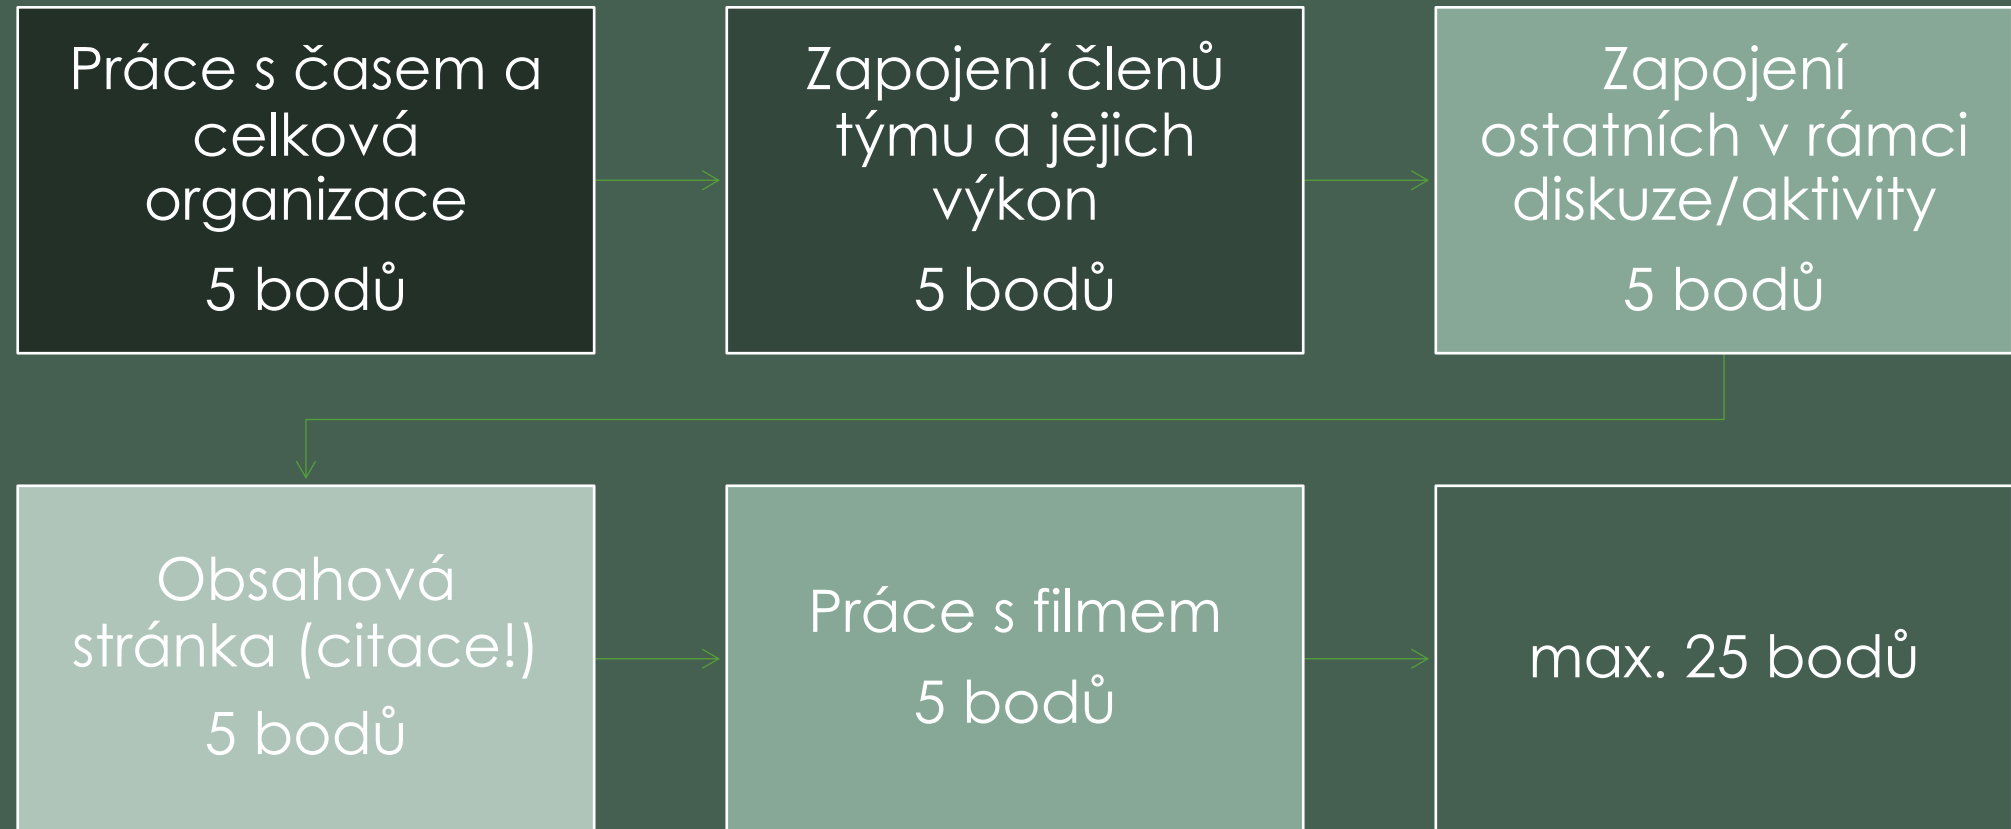 Práce s časem a
celková
organizace
5 bodů
Zapojení členů
týmu a jejich
výkon
5 bodů
Zapojení
ostatních v rámci
diskuze/aktivity
5 bodů
Obsahová
stránka (citace!)
5 bodů
Práce s filmem
5 bodů
max. 25 bodů